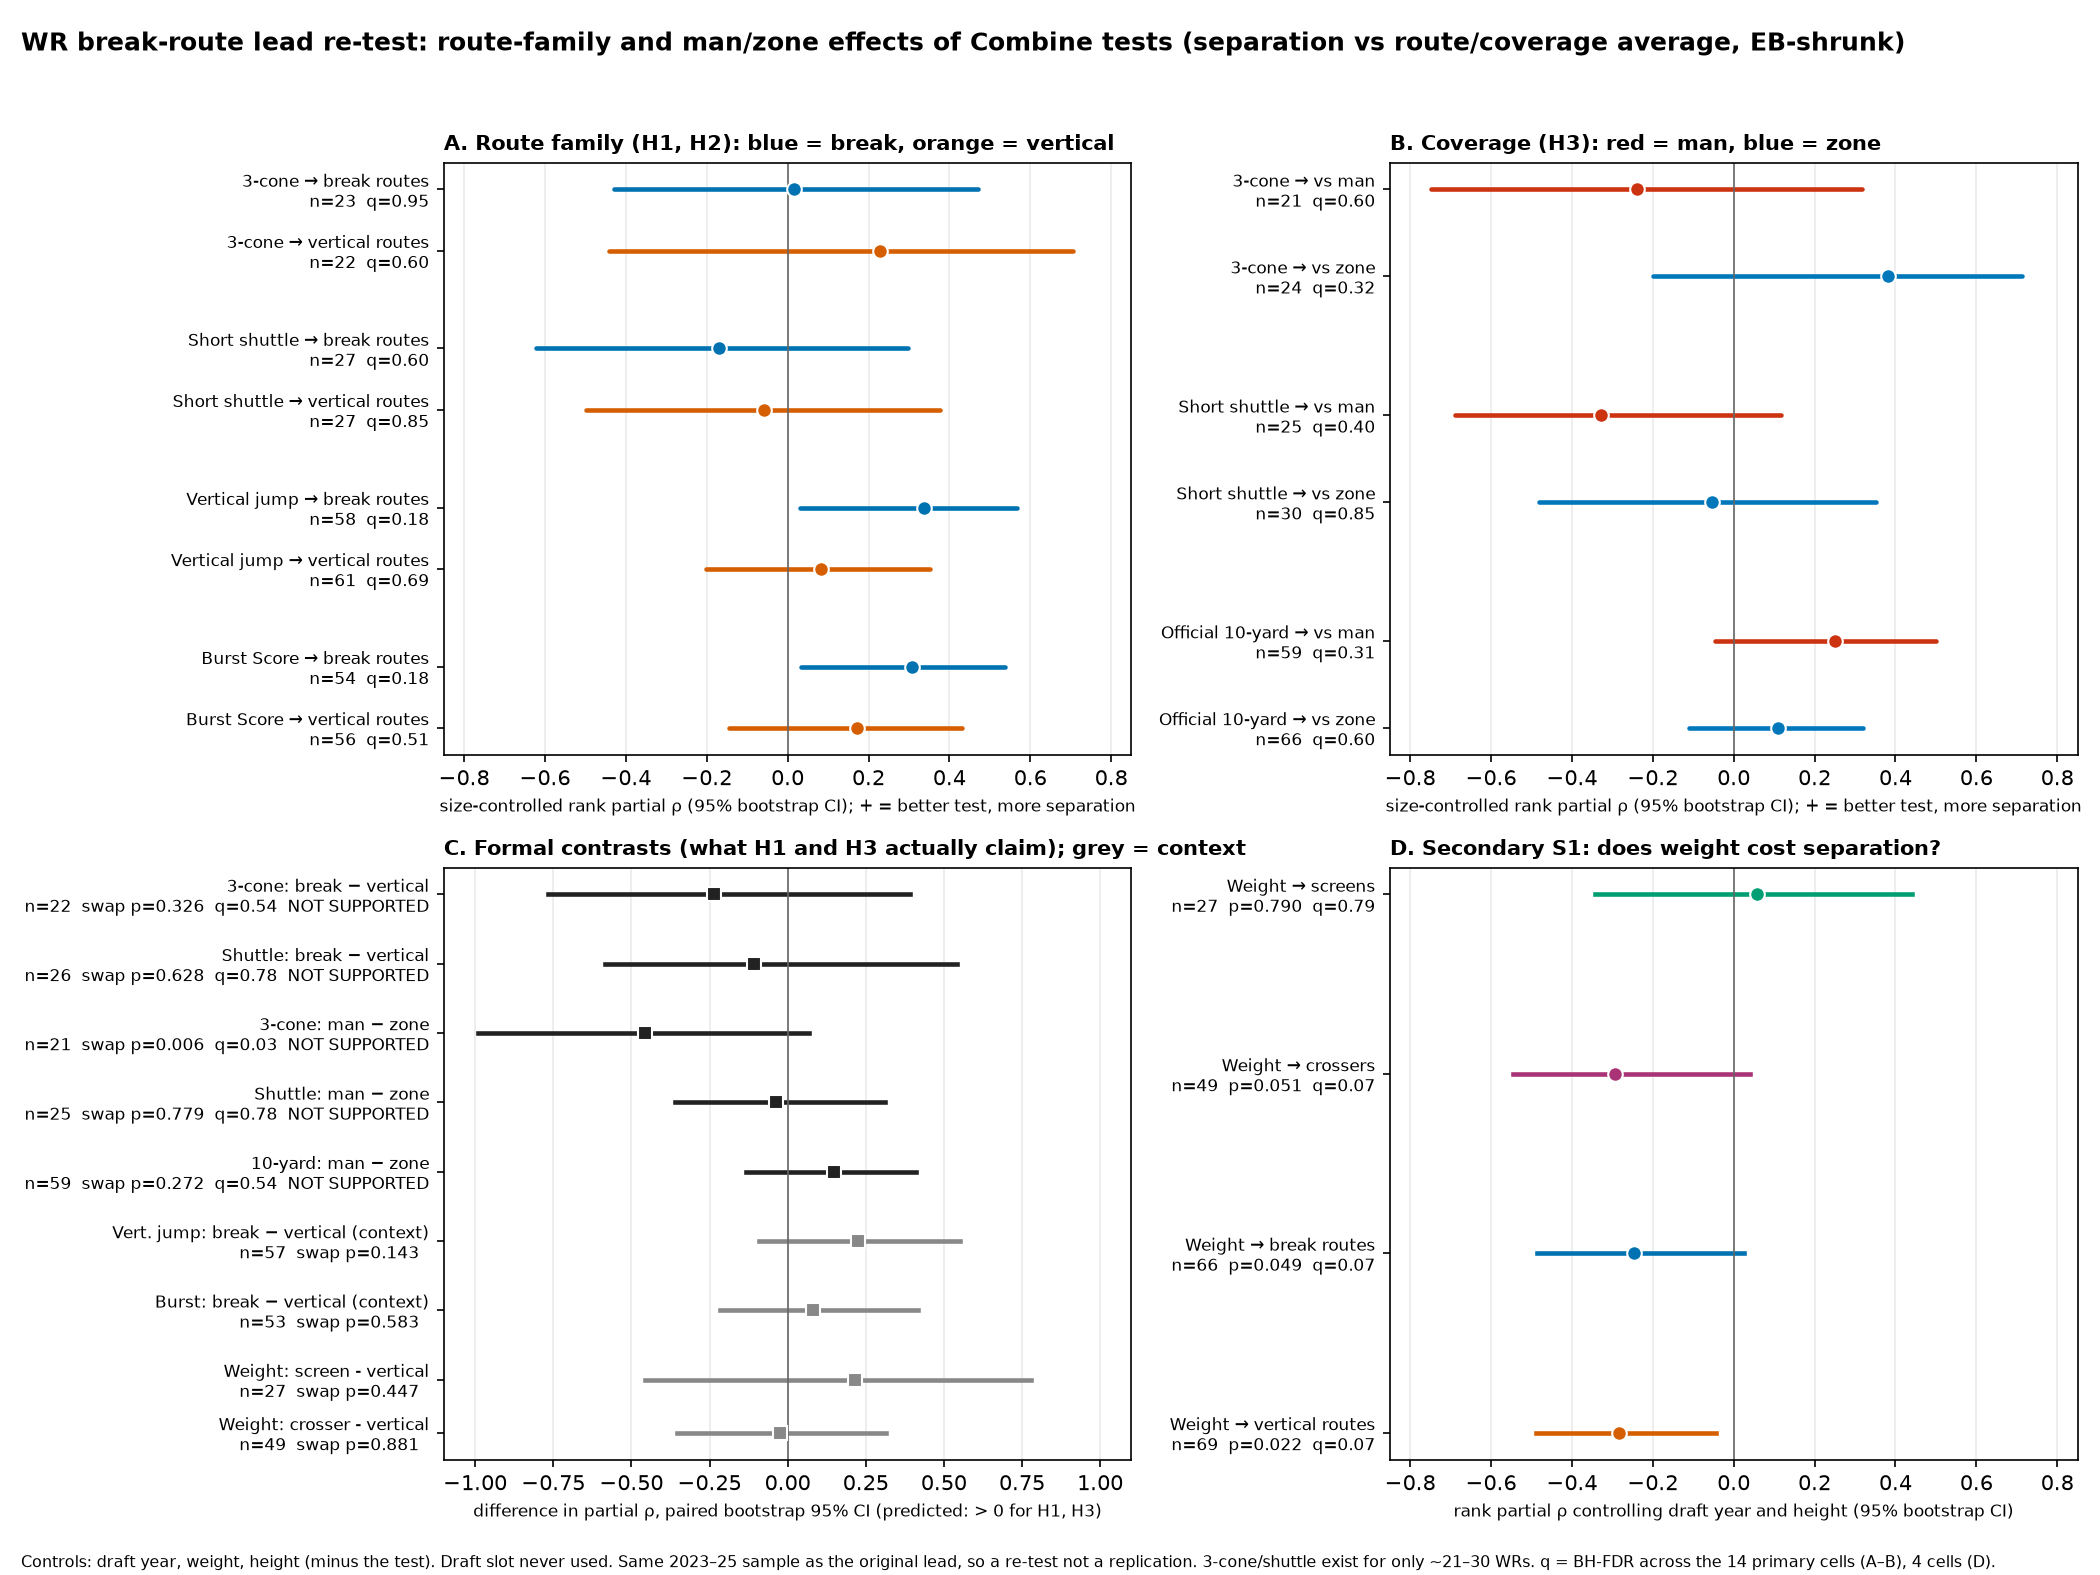 WR break-route lead re-test: route-family and man/zone effects of Combine tests (separation vs route/coverage average, EB-shrunk)
A. Route family (H1, H2): blue = break, orange = vertical
3-cone → break routes
n=23 q=0.95
3-cone → vertical routes
n=22 q=0.60
Short shuttle → break routes
n=27 q=0.60
Short shuttle → vertical routes
n=27 q=0.85
Vertical jump → break routes
n=58 q=0.18
Vertical jump → vertical routes
n=61 q=0.69
Burst Score → break routes
n=54 q=0.18
Burst Score → vertical routes
n=56 q=0.51
−0.8 −0.6 −0.4 −0.2 0.0 0.2 0.4 0.6 0.8
size-controlled rank partial ρ (95% bootstrap CI); + = better test, more separation
B. Coverage (H3): red = man, blue = zone
3-cone → vs man
n=21 q=0.60
3-cone → vs zone
n=24 q=0.32
Short shuttle → vs man
n=25 q=0.40
Short shuttle → vs zone
n=30 q=0.85
Official 10-yard → vs man
n=59 q=0.31
Official 10-yard → vs zone
n=66 q=0.60
−0.8 −0.6 −0.4 −0.2 0.0 0.2 0.4 0.6 0.8
size-controlled rank partial ρ (95% bootstrap CI); + = better test, more separation
C. Formal contrasts (what H1 and H3 actually claim); grey = context
3-cone: break − vertical
n=22 swap p=0.326 q=0.54 NOT SUPPORTED
Shuttle: break − vertical
n=26 swap p=0.628 q=0.78 NOT SUPPORTED
3-cone: man − zone
n=21 swap p=0.006 q=0.03 NOT SUPPORTED
Shuttle: man − zone
n=25 swap p=0.779 q=0.78 NOT SUPPORTED
10-yard: man − zone
n=59 swap p=0.272 q=0.54 NOT SUPPORTED
Vert. jump: break − vertical (context)
n=57 swap p=0.143
Burst: break − vertical (context)
n=53 swap p=0.583
Weight: screen - vertical
n=27 swap p=0.447
Weight: crosser - vertical
n=49 swap p=0.881
−1.00 −0.75 −0.50 −0.25 0.00 0.25 0.50 0.75 1.00
difference in partial ρ, paired bootstrap 95% CI (predicted: > 0 for H1, H3)
D. Secondary S1: does weight cost separation?
Weight → screens
n=27 p=0.790 q=0.79
Weight → crossers
n=49 p=0.051 q=0.07
Weight → break routes
n=66 p=0.049 q=0.07
Weight → vertical routes
n=69 p=0.022 q=0.07
−0.8 −0.6 −0.4 −0.2 0.0 0.2 0.4 0.6 0.8
rank partial ρ controlling draft year and height (95% bootstrap CI)
Controls: draft year, weight, height (minus the test). Draft slot never used. Same 2023–25 sample as the original lead, so a re-test not a replication. 3-cone/shuttle exist for only ~21–30 WRs. q = BH-FDR across the 14 primary cells (A–B), 4 cells (D).